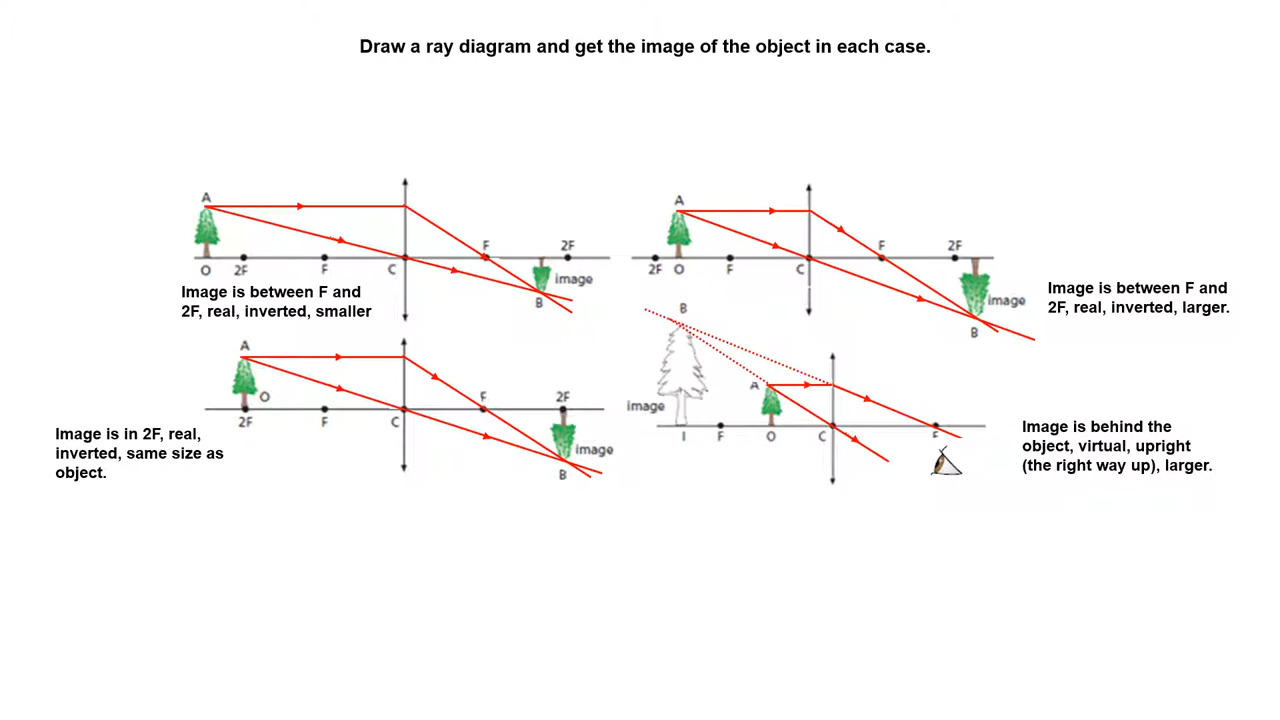 Draw a ray diagram and get the image of the object in each case.
A
O 2F F C F 2F
image
B
Image is between F and
2F, real, inverted, smaller
A
2F O F C F 2F
image
B
Image is between F and
2F, real, inverted, larger.
A
O
2F F C F 2F
image
B
Image is in 2F, real,
inverted, same size as
object.
B
A
image
I F O C F
Image is behind the
object, virtual, upright
(the right way up), larger.